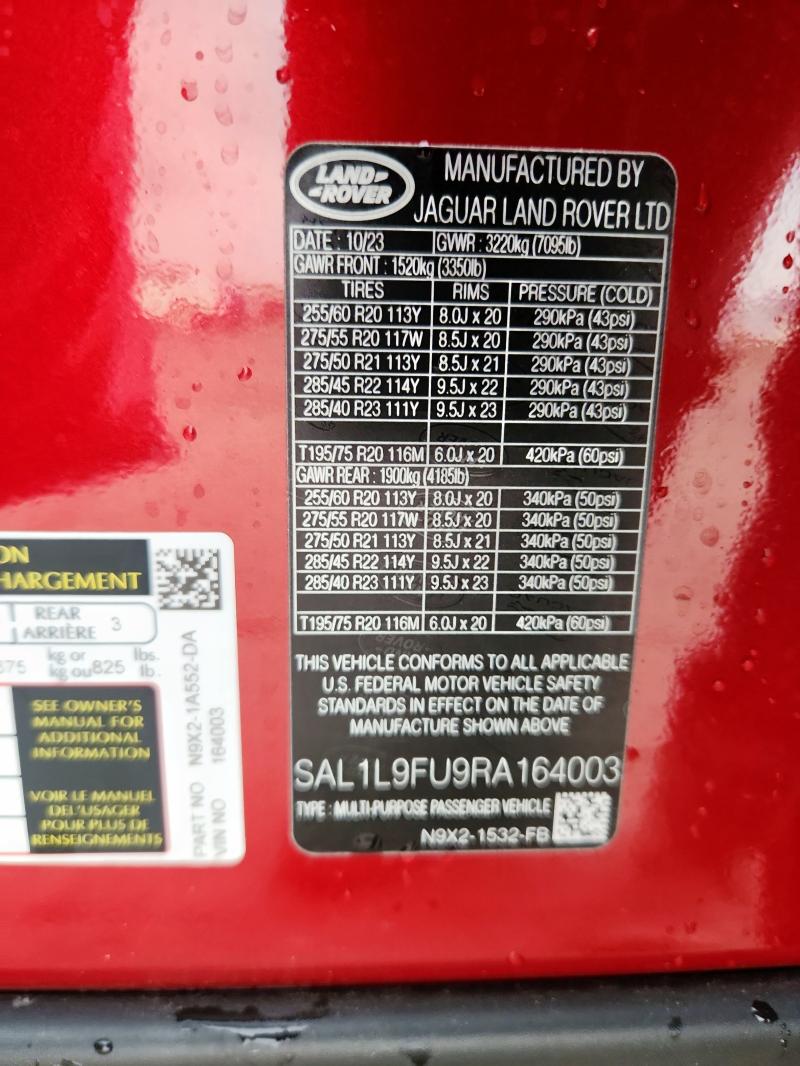 LAND-
-ROVER
MANUFACTURED BY
JAGUAR LAND ROVER LTD
DATE : 10/23 GVWR : 3220kg (7095lb)
GAWR FRONT : 1520kg (3350lb)
TIRES RIMS PRESSURE (COLD)
255/60 R20 113Y 8.0J x 20 290kPa (43psi)
275/55 R20 117W 8.5J x 20 290kPa (43psi)
275/50 R21 113Y 8.5J x 21 290kPa (43psi)
285/45 R22 114Y 9.5J x 22 290kPa (43psi)
285/40 R23 111Y 9.5J x 23 290kPa (43psi)
T195/75 R20 116M 6.0J x 20 420kPa (60psi)
GAWR REAR : 1900kg (4185lb)
255/60 R20 113Y 8.0J x 20 340kPa (50psi)
275/55 R20 117W 8.5J x 20 340kPa (50psi)
275/50 R21 113Y 8.5J x 21 340kPa (50psi)
285/45 R22 114Y 9.5J x 22 340kPa (50psi)
285/40 R23 111Y 9.5J x 23 340kPa (50psi)
T195/75 R20 116M 6.0J x 20 420kPa (60psi)
THIS VEHICLE CONFORMS TO ALL APPLICABLE
U.S. FEDERAL MOTOR VEHICLE SAFETY
STANDARDS IN EFFECT ON THE DATE OF
MANUFACTURE SHOWN ABOVE
SAL1L9FU9RA164003
TYPE : MULTI-PURPOSE PASSENGER VEHICLE
N9X2-1532-FB
ON
HARGEMENT
REAR
ARRIÈRE 3
kg or lbs.
kg ou 825 lb.
SEE OWNER'S
MANUAL FOR
ADDITIONAL
INFORMATION
VOIR LE MANUEL
DEL'USAGER
POUR PLUS DE
RENSEIGNEMENTS
PART NO N9X2-1A552-DA
VIN NO 164003